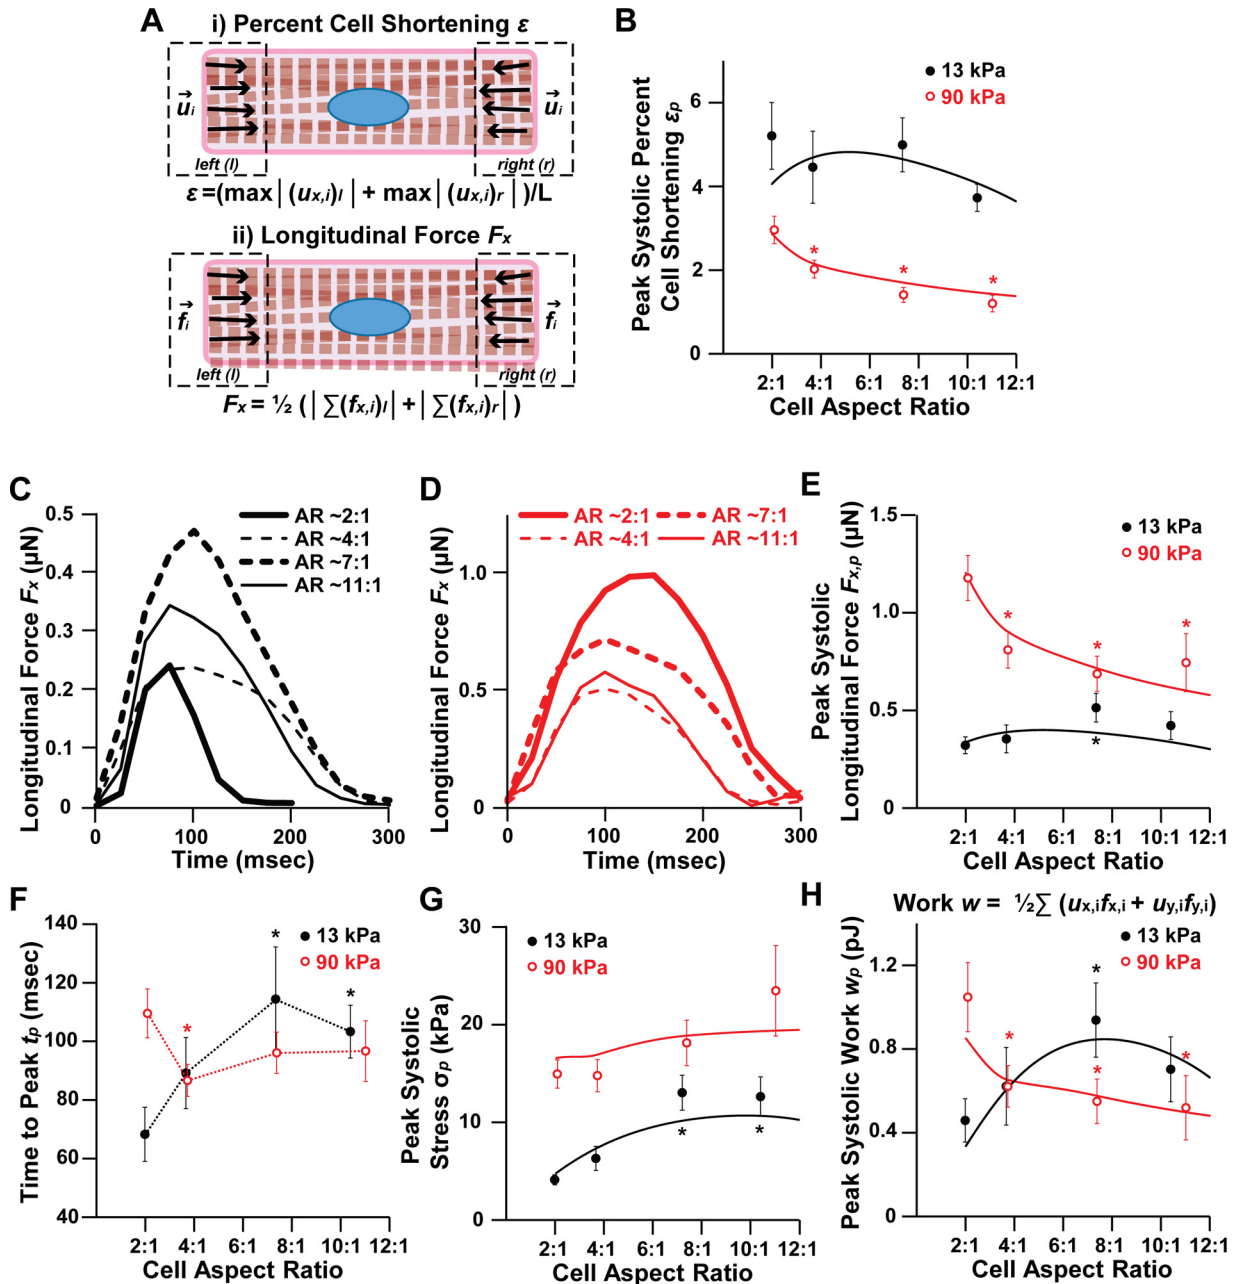 A
i) Percent Cell Shortening ε
u⃗i
left (l)
right (r)
u⃗i
ε =(max | (ux,i)l | + max | (ux,i)r | )/L
ii) Longitudinal Force Fx
f⃗i
left (l)
right (r)
f⃗i
Fx = ½ ( | ∑(fx,i)l | + | ∑(fx,i)r | )
B
Peak Systolic Percent
Cell Shortening εp
13 kPa
90 kPa
6
4
2
0
*
*
*
2:1 4:1 6:1 8:1 10:1 12:1
Cell Aspect Ratio
C
Longitudinal Force Fx (µN)
0.5
0.4
0.3
0.2
0.1
0
AR ~2:1
AR ~4:1
AR ~7:1
AR ~11:1
0 100 200 300
Time (msec)
D
Longitudinal Force Fx (µN)
AR ~2:1 AR ~7:1
AR ~4:1 AR ~11:1
1.0
0.5
0
0 100 200 300
Time (msec)
E
Peak Systolic
Longitudinal Force Fx,p (µN)
1.5
1.0
0.5
0
13 kPa
90 kPa
*
*
*
*
2:1 4:1 6:1 8:1 10:1 12:1
Cell Aspect Ratio
F
Time to Peak tp (msec)
140
120
100
80
60
40
13 kPa
90 kPa
*
*
*
2:1 4:1 6:1 8:1 10:1 12:1
Cell Aspect Ratio
G
Peak Systolic
Stress σp (kPa)
30
20
10
0
13 kPa
90 kPa
*
*
2:1 4:1 6:1 8:1 10:1
Cell Aspect Ratio
12:1
H
Work w = ½∑ (ux,ifx,i + uy,ify,i)
Peak Systolic Work wp (pJ)
1.2
0.8
0.4
0
13 kPa
90 kPa
*
*
*
*
2:1 4:1 6:1 8:1 10:1 12:1
Cell Aspect Ratio